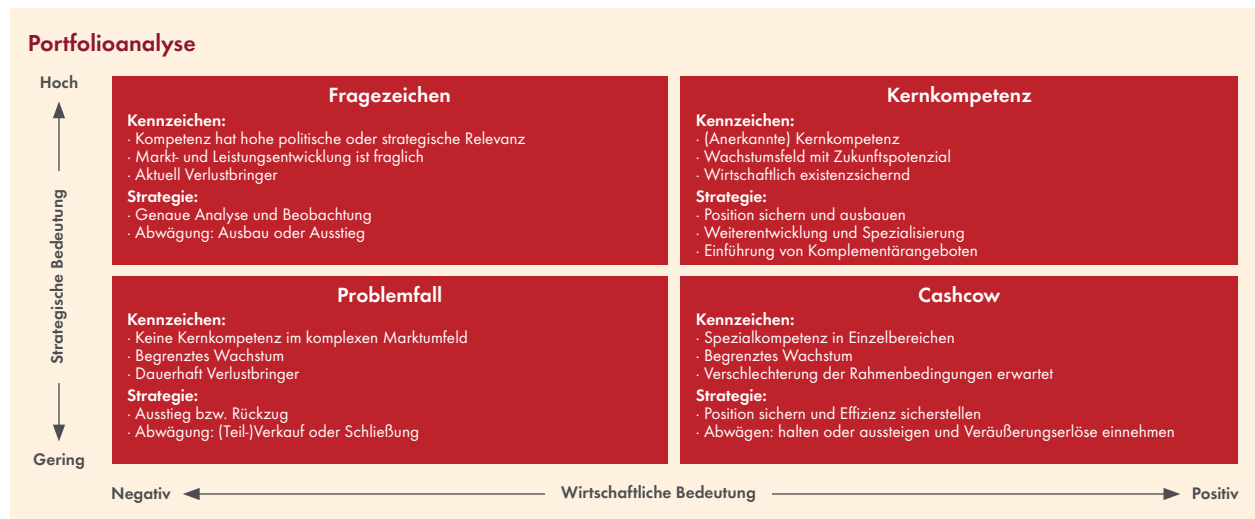 Portfolioanalyse
Hoch
Strategische Bedeutung
Gering
Fragezeichen
Kennzeichen:
· Kompetenz hat hohe politische oder strategische Relevanz
· Markt- und Leistungsentwicklung ist fraglich
· Aktuell Verlustbringer
Strategie:
· Genaue Analyse und Beobachtung
· Abwägung: Ausbau oder Ausstieg
Kernkompetenz
Kennzeichen:
· (Anerkannte) Kernkompetenz
· Wachstumsfeld mit Zukunftspotenzial
· Wirtschaftlich existenzsichernd
Strategie:
· Position sichern und ausbauen
· Weiterentwicklung und Spezialisierung
· Einführung von Komplementärangeboten
Problemfall
Kennzeichen:
· Keine Kernkompetenz im komplexen Marktumfeld
· Begrenztes Wachstum
· Dauerhaft Verlustbringer
Strategie:
· Ausstieg bzw. Rückzug
· Abwägung: (Teil-)Verkauf oder Schließung
Cashcow
Kennzeichen:
· Spezialkompetenz in Einzelbereichen
· Begrenztes Wachstum
· Verschlechterung der Rahmenbedingungen erwartet
Strategie:
· Position sichern und Effizienz sicherstellen
· Abwägen: halten oder aussteigen und Veräußerungserlöse einnehmen
Negativ
Wirtschaftliche Bedeutung
Positiv